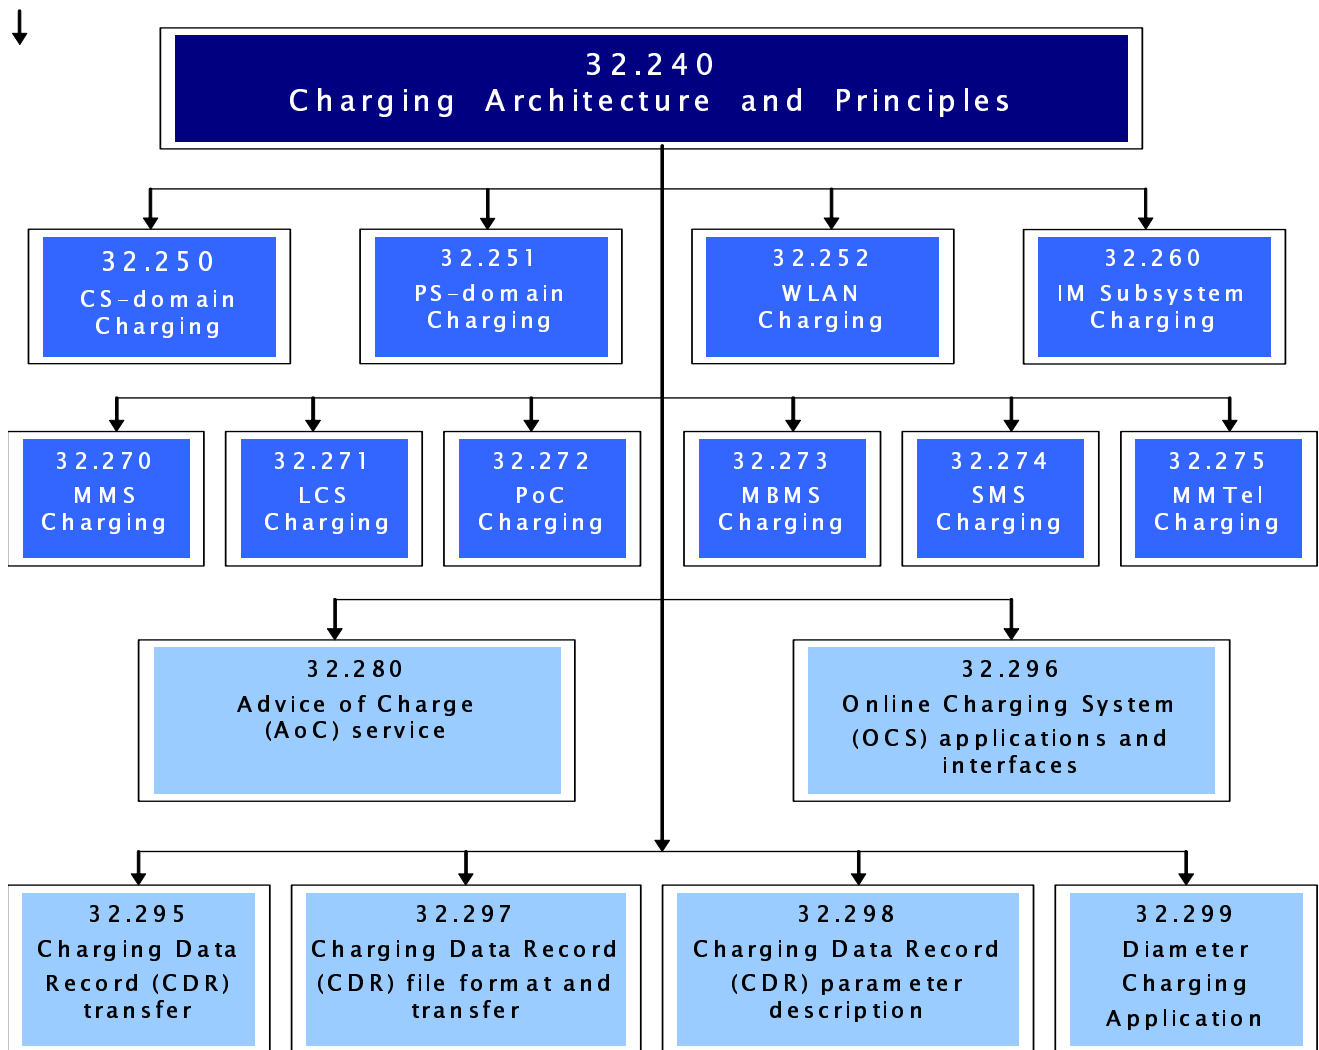 32.240
Charging Architecture and Principles
32.250
CS-domain
Charging
32.251
PS-domain
Charging
32.252
WLAN
Charging
32.260
IM Subsystem
Charging
32.270
MMS
Charging
32.271
LCS
Charging
32.272
PoC
Charging
32.273
MBMS
Charging
32.274
SMS
Charging
32.275
MMTel
Charging
32.280
Advice of Charge
(AoC) service
32.296
Online Charging System
(OCS) applications and
interfaces
32.295
Charging Data
Record (CDR)
transfer
32.297
Charging Data Record
(CDR) file format and
transfer
32.298
Charging Data Record
(CDR) parameter
description
32.299
Diameter
Charging
Application